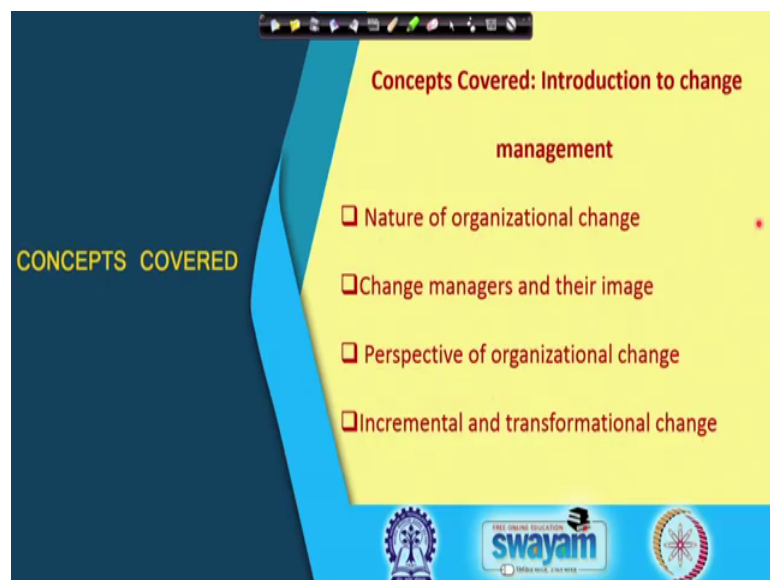 Concepts Covered: Introduction to change
management
CONCEPTS COVERED
❑ Nature of organizational change
❑Change managers and their image
❑ Perspective of organizational change
❑Incremental and transformational change
FREE ONLINE EDUCATION
swayam